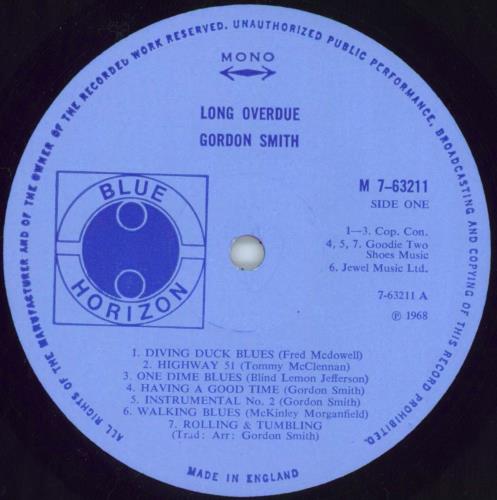 ALL RIGHTS OF THE MANUFACTURER AND OF THE OWNER OF THE RECORDED WORK RESERVED. UNAUTHORIZED PUBLIC PERFORMANCE, BROADCASTING AND COPYING OF THIS RECORD PROHIBITED.
MONO
LONG OVERDUE
GORDON SMITH
BLUE
HORIZON
M 7-63211
SIDE ONE
1—3. Cop. Con.
4, 5, 7. Goodie Two
Shoes Music
6. Jewel Music Ltd.
7-63211 A
℗ 1968
1. DIVING DUCK BLUES (Fred Mcdowell)
2. HIGHWAY 51 (Tommy McClennan)
3. ONE DIME BLUES (Blind Lemon Jefferson)
4. HAVING A GOOD TIME (Gordon Smith)
5. INSTRUMENTAL No. 2 (Gordon Smith)
6. WALKING BLUES (McKinley Morganfield)
7. ROLLING & TUMBLING
(Trad: Arr: Gordon Smith)
MADE IN ENGLAND